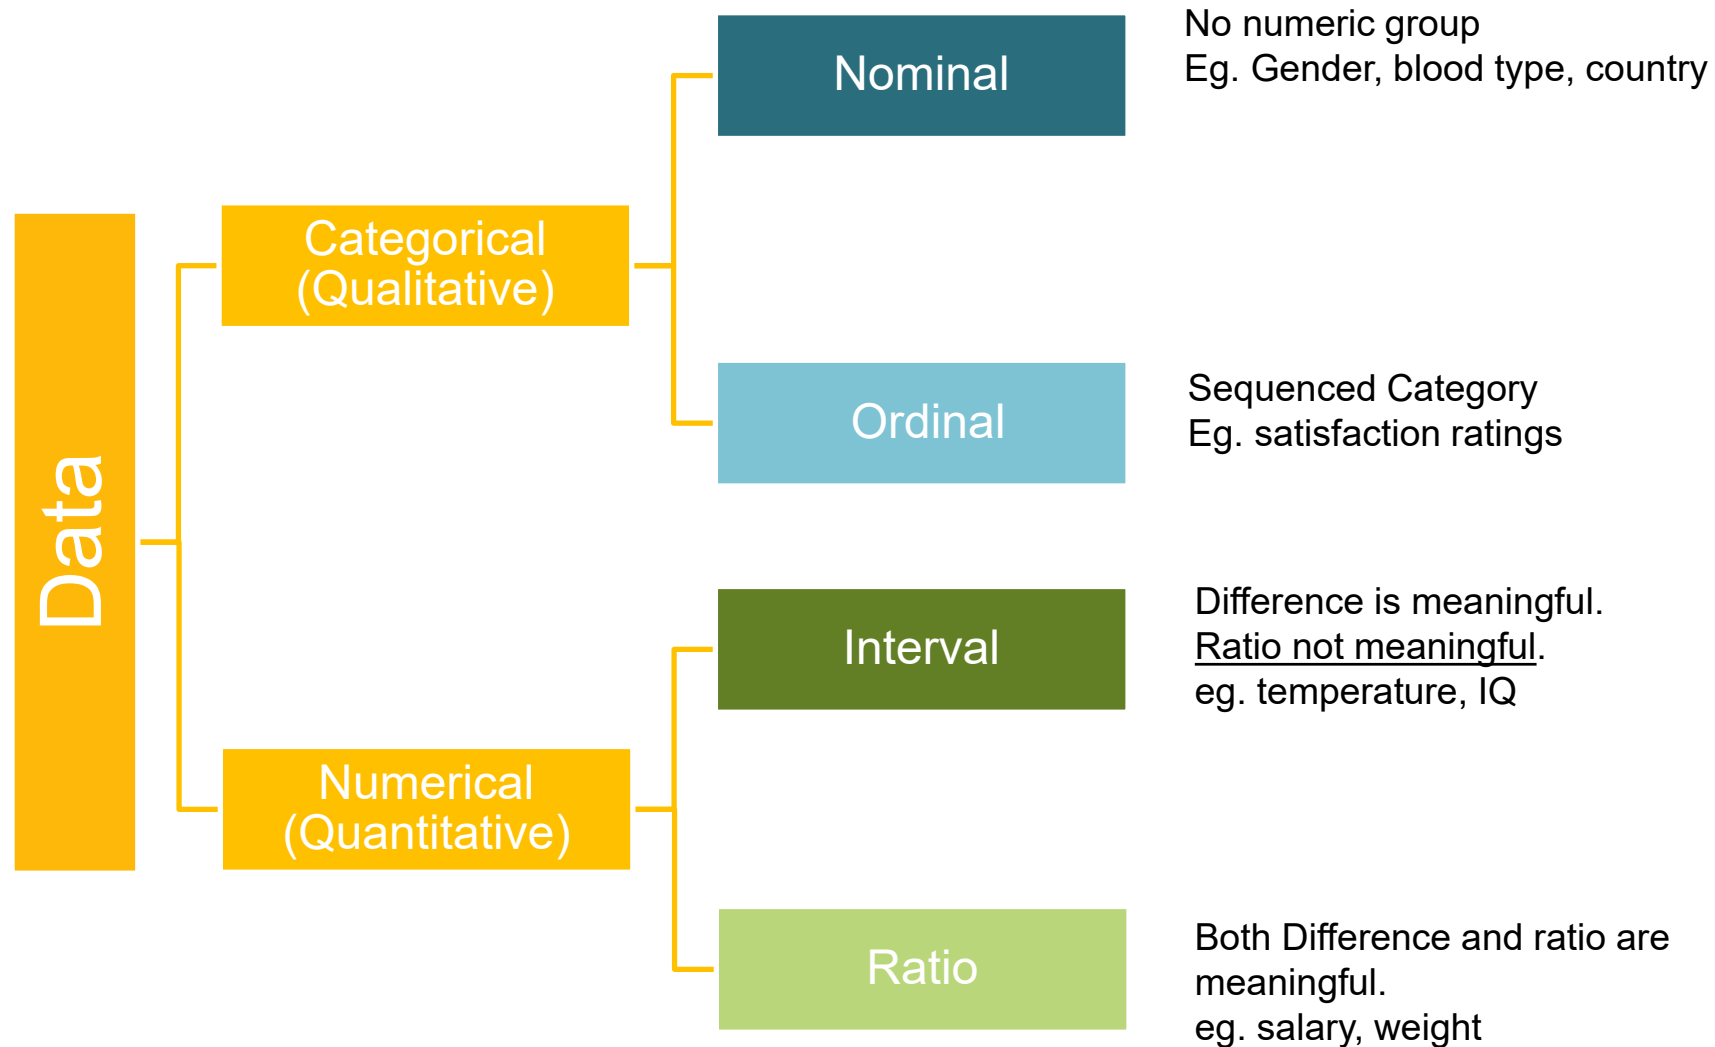 Data
Categorical
(Qualitative)
Nominal
No numeric group
Eg. Gender, blood type, country
Ordinal
Sequenced Category
Eg. satisfaction ratings
Numerical
(Quantitative)
Interval
Difference is meaningful.
Ratio not meaningful.
eg. temperature, IQ
Ratio
Both Difference and ratio are
meaningful.
eg. salary, weight